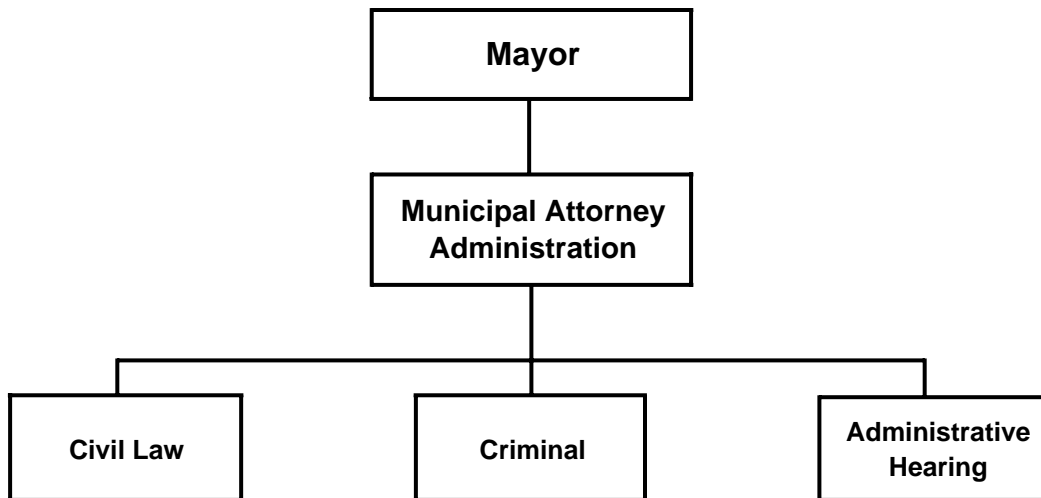 Mayor
Municipal Attorney
Administration
Civil Law
Criminal
Administrative
Hearing